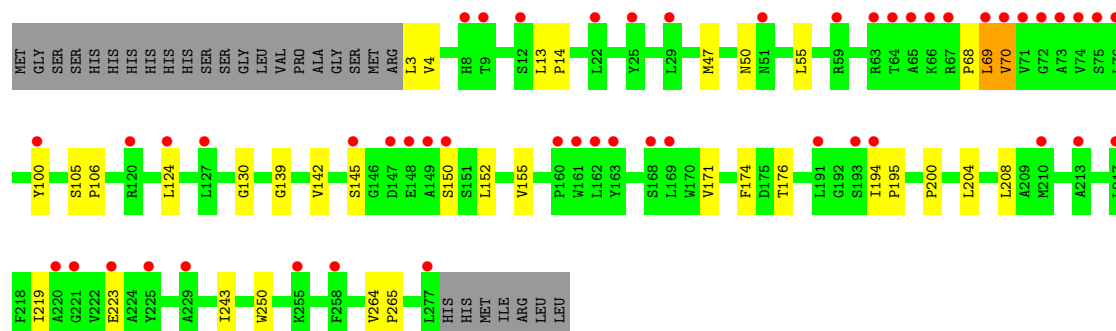 MET GLY SER SER HIS HIS HIS HIS HIS HIS SER SER GLY LEU VAL PRO ALA GLY SER MET ARG L3 V4 H8 T9 S12 L13 P14 L22 Y25 L29 M47 N50 N51 L55 R59 R63 T64 A65 K66 R67 P68 L69 V70 V71 G72 A73 V74 S75
Y100 S105 P106 R120 L124 L127 G130 G139 V142 S145 G146 D147 E148 A149 S150 S151 L152 V155 P160 W161 L162 Y163 S168 L169 W170 V171 F174 D175 T176 L191 G192 S193 I194 P195 P200 L204 L208 A209 M210 A213
F218 I219 A220 G221 V222 E223 A224 Y225 A229 I243 W250 K255 F258 V264 P265 L277 HIS HIS MET ILE ARG LEU LEU